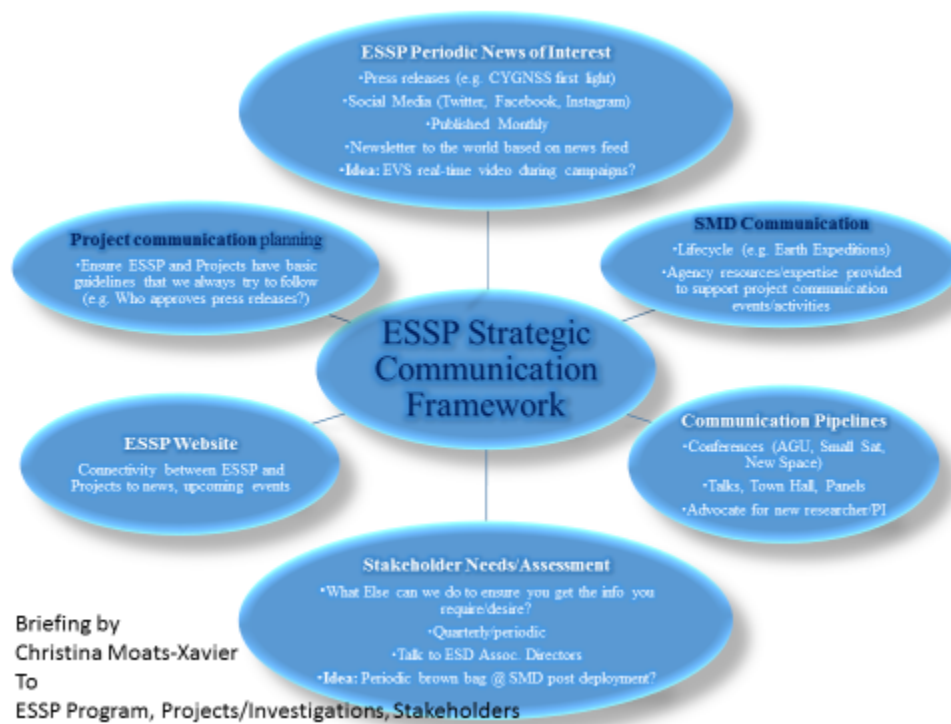 ESSP Periodic News of Interest
•Press releases (e.g. CYGNSS first light)
•Social Media (Twitter, Facebook, Instagram)
•Published Monthly
•Newsletter to the world based on news feed
•Idea: EVS real-time video during campaigns?
Project communication planning
•Ensure ESSP and Projects have basic
guidelines that we always try to follow
(e.g. Who approves press releases?)
SMD Communication
•Lifecycle (e.g. Earth Expeditions)
•Agency resources/expertise provided
to support project communication
events/activities
ESSP Strategic
Communication
Framework
ESSP Website
Connectivity between ESSP and
Projects to news, upcoming events
Communication Pipelines
•Conferences (AGU, Small Sat,
New Space)
•Talks, Town Hall, Panels
•Advocate for new researcher/PI
Stakeholder Needs/Assessment
•What Else can we do to ensure you get the info you
require/desire?
•Quarterly/periodic
•Talk to ESD Assoc. Directors
•Idea: Periodic brown bag @ SMD post deployment?
Briefing by
Christina Moats-Xavier
To
ESSP Program, Projects/Investigations, Stakeholders